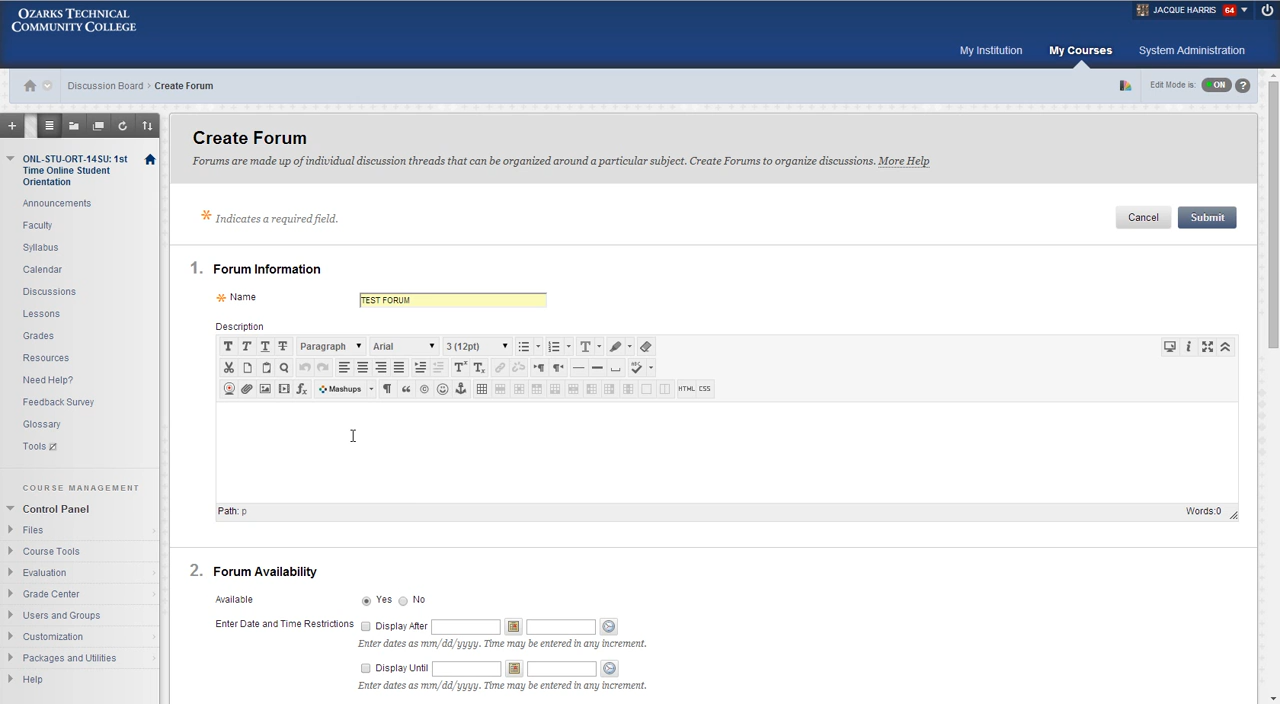 OZARKS TECHNICAL
COMMUNITY COLLEGE
JACQUE HARRIS 64
My Institution My Courses System Administration
Discussion Board > Create Forum
Edit Mode is: ON ?
ONL-STU-ORT-14SU: 1st
Time Online Student
Orientation
Announcements
Faculty
Syllabus
Calendar
Discussions
Lessons
Grades
Resources
Need Help?
Feedback Survey
Glossary
Tools
COURSE MANAGEMENT
Control Panel
Files
Course Tools
Evaluation
Grade Center
Users and Groups
Customization
Packages and Utilities
Help
Create Forum
Forums are made up of individual discussion threads that can be organized around a particular subject. Create Forums to organize discussions. More Help
* Indicates a required field.
Cancel Submit
1. Forum Information
* Name TEST FORUM
Description
T T T T Paragraph Arial 3 (12pt)
Mashups HTML CSS
Path: p Words:0
2. Forum Availability
Available Yes No
Enter Date and Time Restrictions Display After
Enter dates as mm/dd/yyyy. Time may be entered in any increment.
Display Until
Enter dates as mm/dd/yyyy. Time may be entered in any increment.